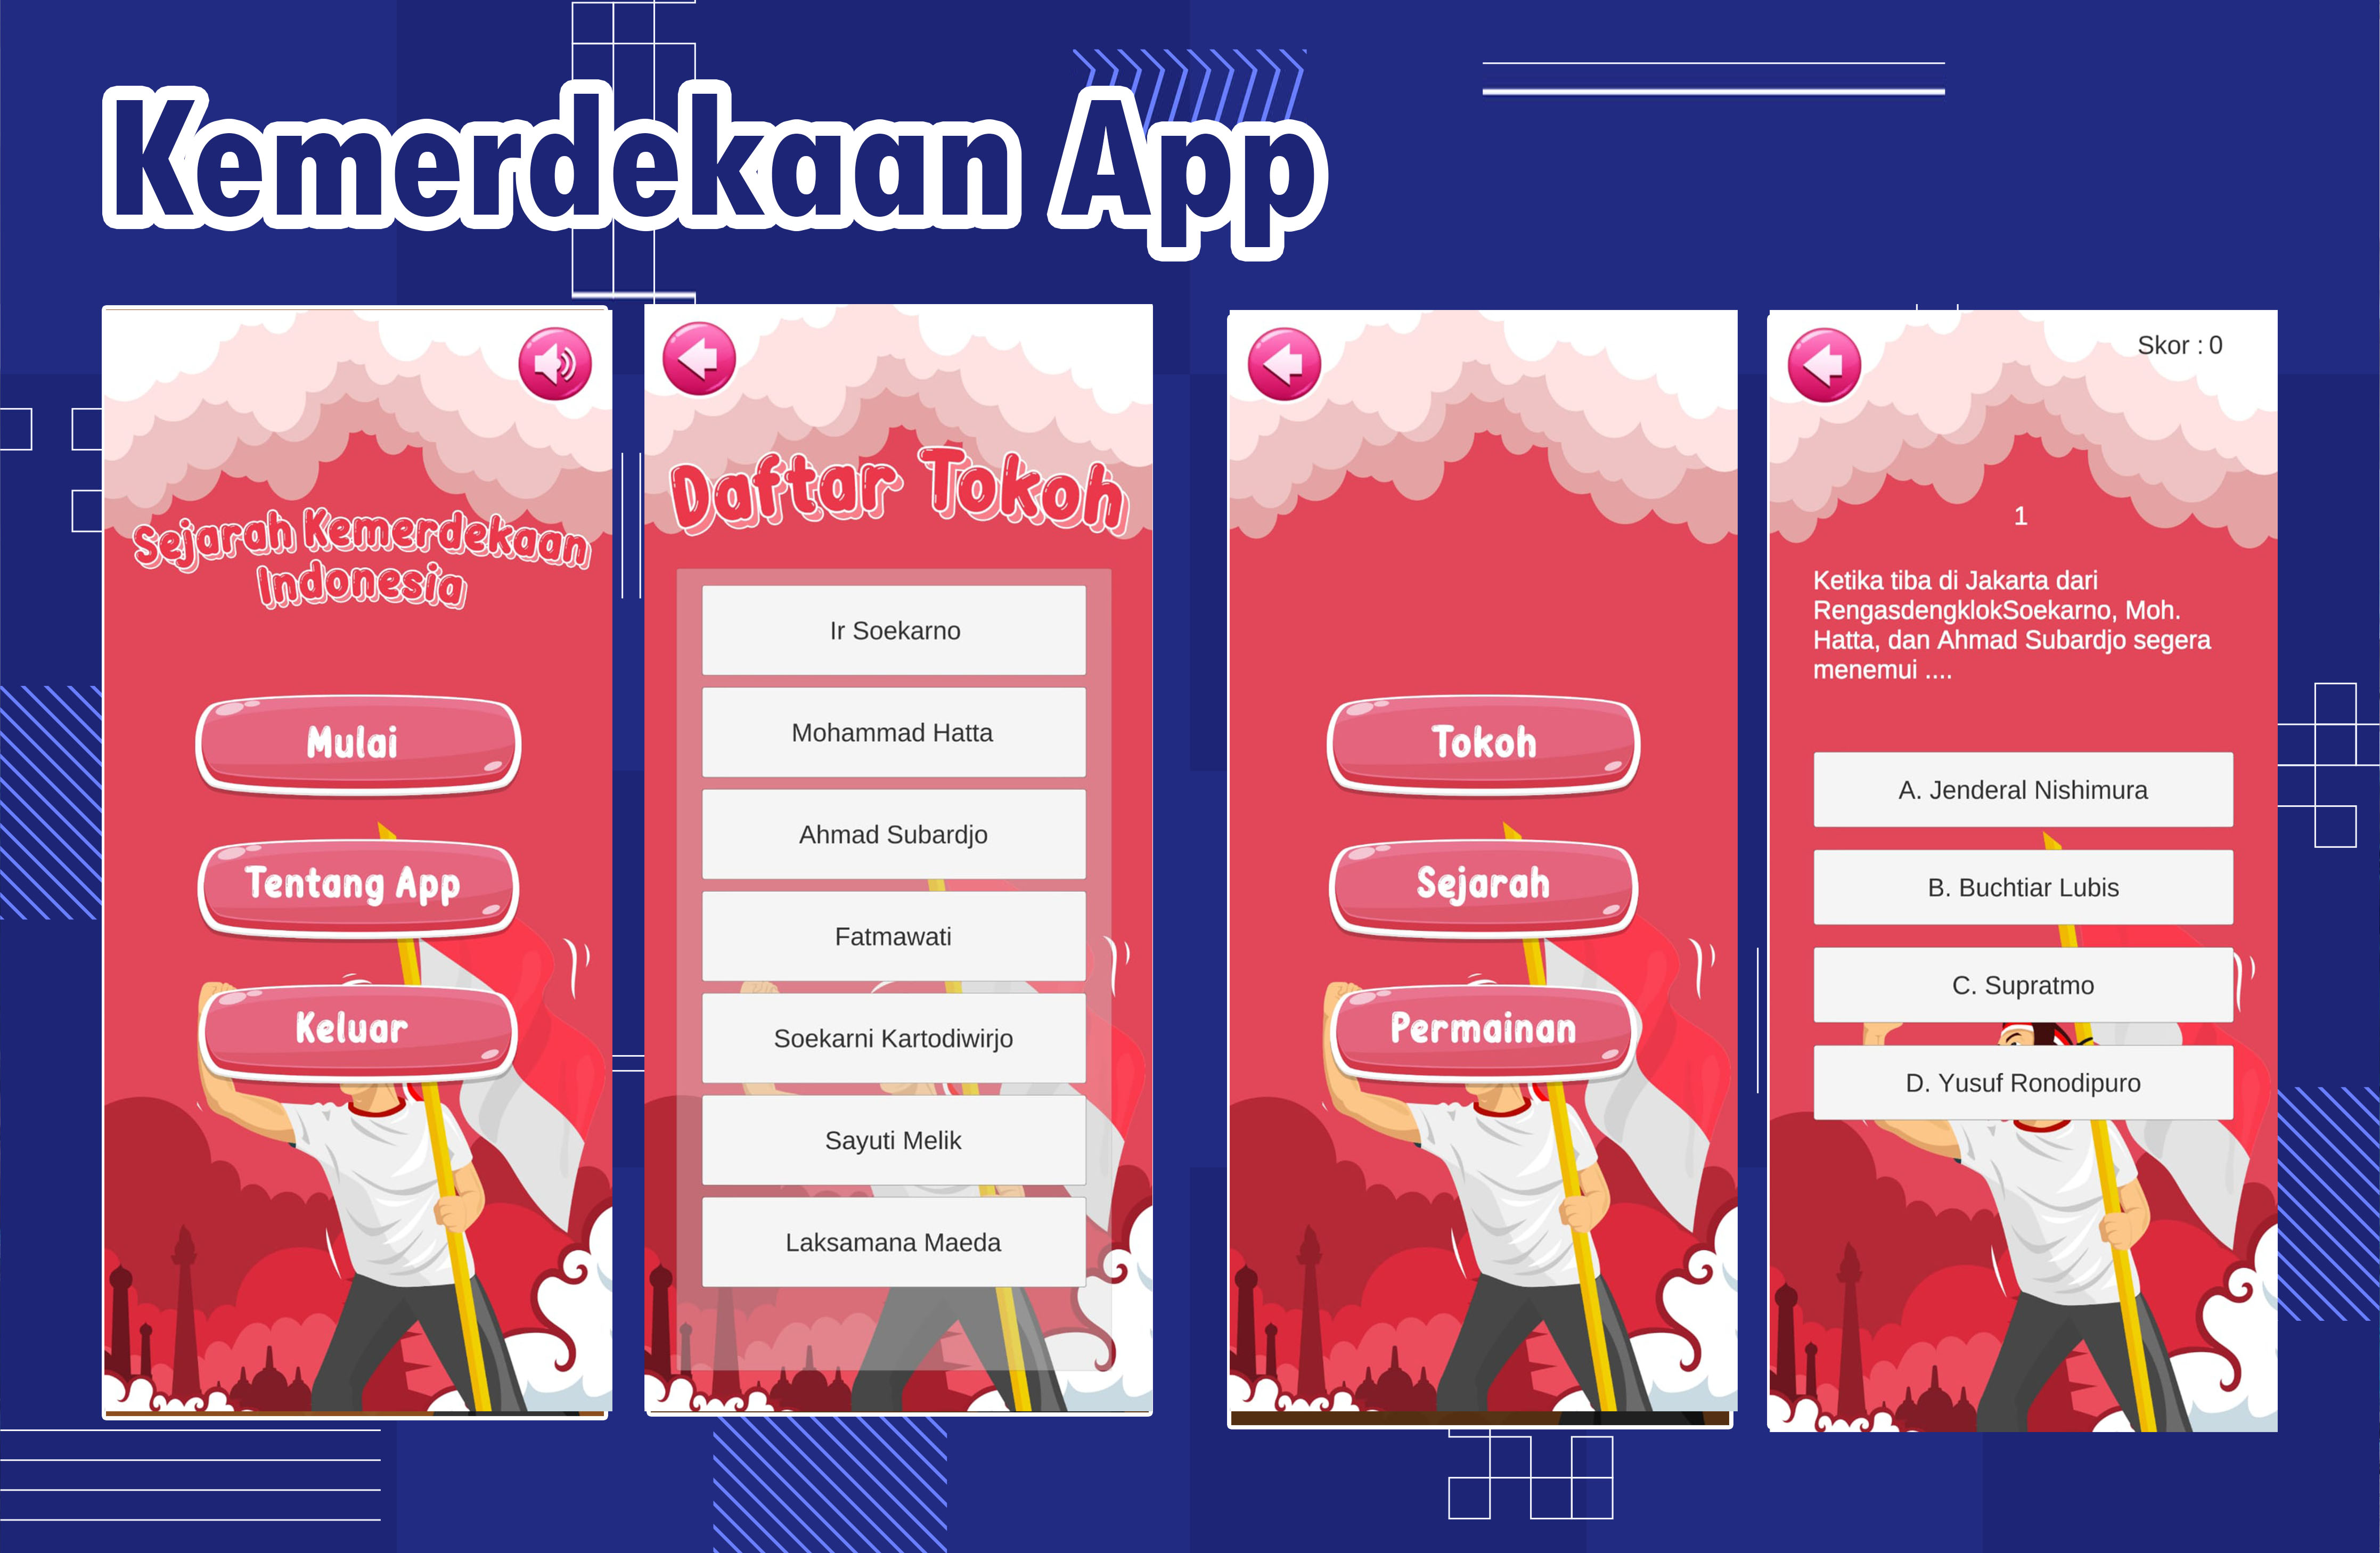 Kemerdekaan App
Sejarah Kemerdekaan
Indonesia
Mulai
Tentang App
Keluar
Daftar Tokoh
Ir Soekarno
Mohammad Hatta
Ahmad Subardjo
Fatmawati
Soekarni Kartodiwirjo
Sayuti Melik
Laksamana Maeda
Tokoh
Sejarah
Permainan
Skor : 0
1
Ketika tiba di Jakarta dari
RengasdengklokSoekarno, Moh.
Hatta, dan Ahmad Subardjo segera
menemui ....
A. Jenderal Nishimura
B. Buchtiar Lubis
C. Supratmo
D. Yusuf Ronodipuro